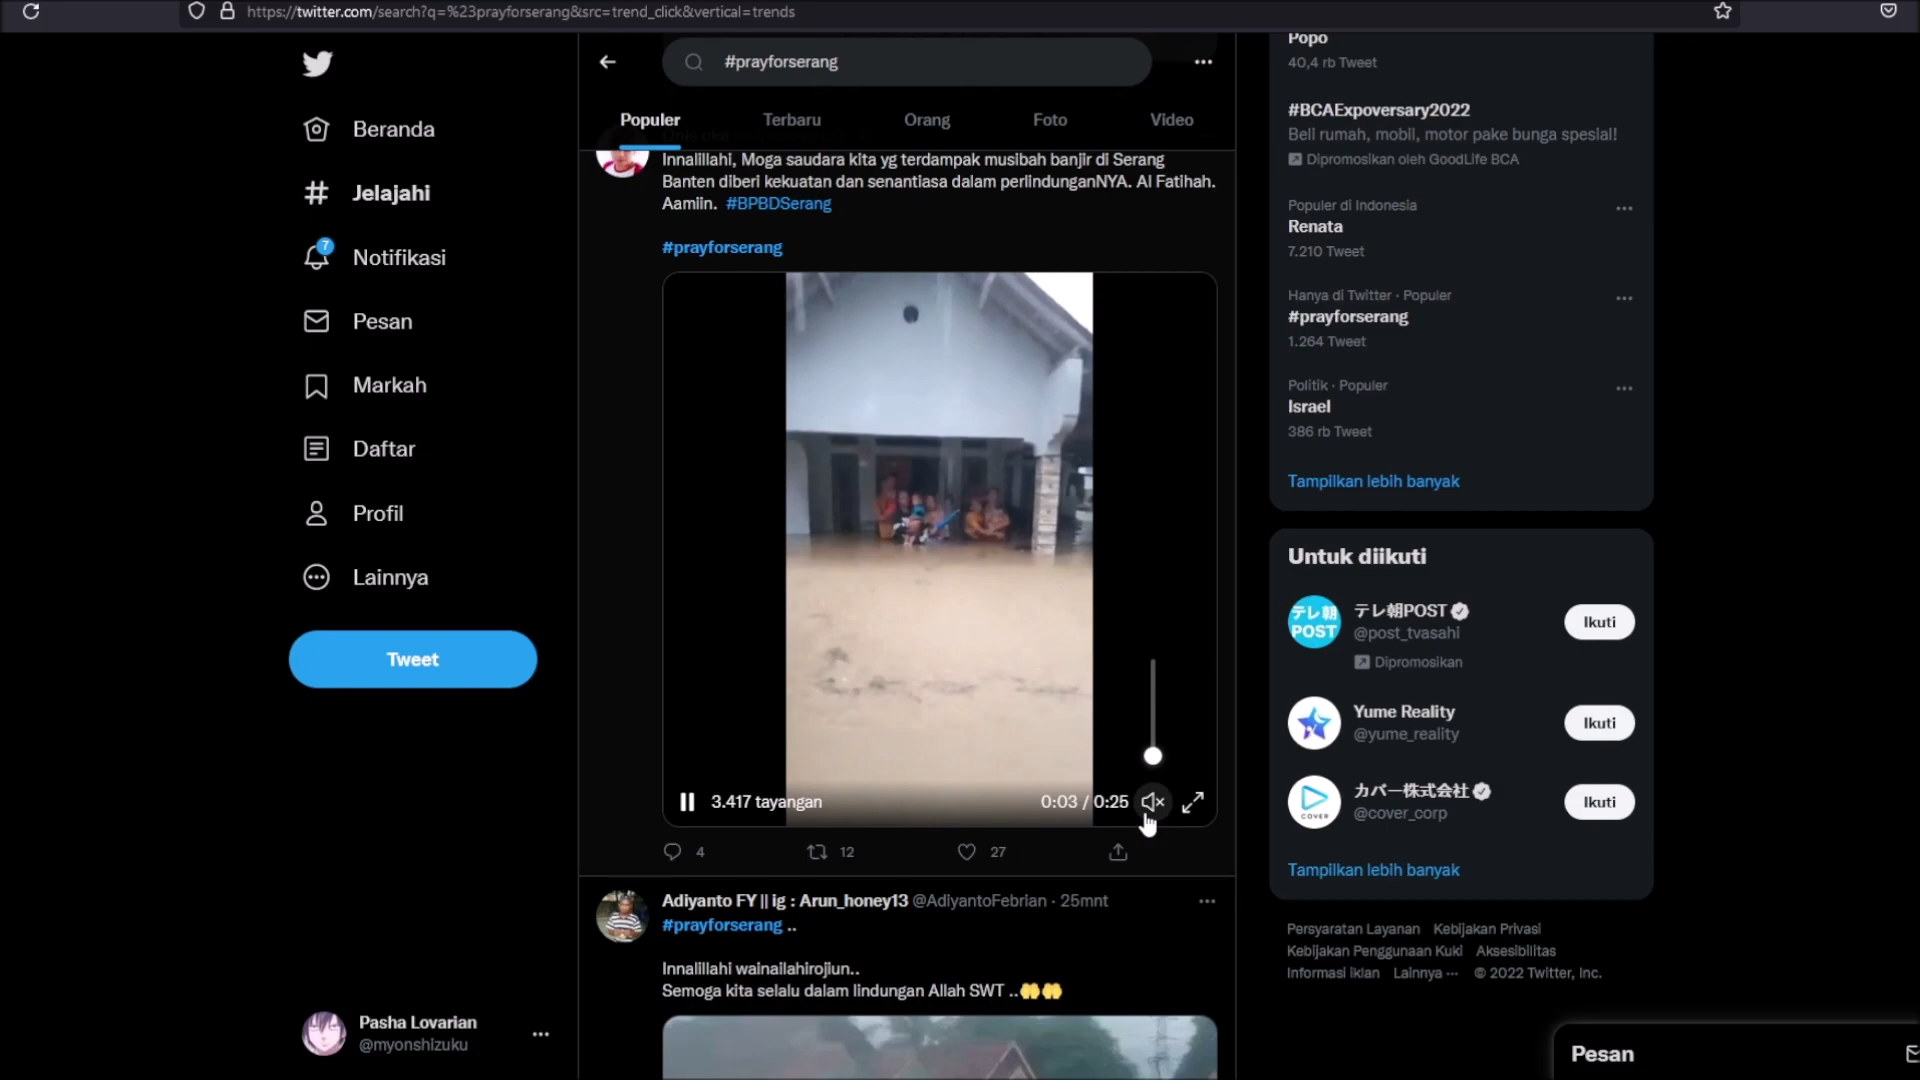 https://twitter.com/search?q=%23prayforserang&src=trend_click&vertical=trends
Beranda
Jelajahi
7
Notifikasi
Pesan
Markah
Daftar
Profil
Lainnya
Tweet
Pasha Lovarian
@myonshizuku
#prayforserang
Populer
Terbaru
Orang
Foto
Video
Innalillahi, Moga saudara kita yg terdampak musibah banjir di Serang
Banten diberi kekuatan dan senantiasa dalam perlindunganNYA. Al Fatihah.
Aamiin. #BPBDSerang
#prayforserang
3.417 tayangan
0:03 / 0:25
4
12
27
Adiyanto FY || ig : Arun_honey13 @AdiyantoFebrian · 25mnt
#prayforserang ..
Innalillahi wainailahirojiun..
Semoga kita selalu dalam lindungan Allah SWT ..🤲🤲
Popo
40,4 rb Tweet
#BCAExpoversary2022
Beli rumah, mobil, motor pake bunga spesial!
Dipromosikan oleh GoodLife BCA
Populer di Indonesia
Renata
7.210 Tweet
Hanya di Twitter · Populer
#prayforserang
1.264 Tweet
Politik · Populer
Israel
386 rb Tweet
Tampilkan lebih banyak
Untuk diikuti
テレ朝
POST
テレ朝POST
@post_tvasahi
Dipromosikan
Ikuti
Yume Reality
@yume_reality
Ikuti
COVER
カバー株式会社
@cover_corp
Ikuti
Tampilkan lebih banyak
Persyaratan Layanan Kebijakan Privasi
Kebijakan Penggunaan Kuki Aksesibilitas
Informasi iklan Lainnya ··· © 2022 Twitter, Inc.
Pesan